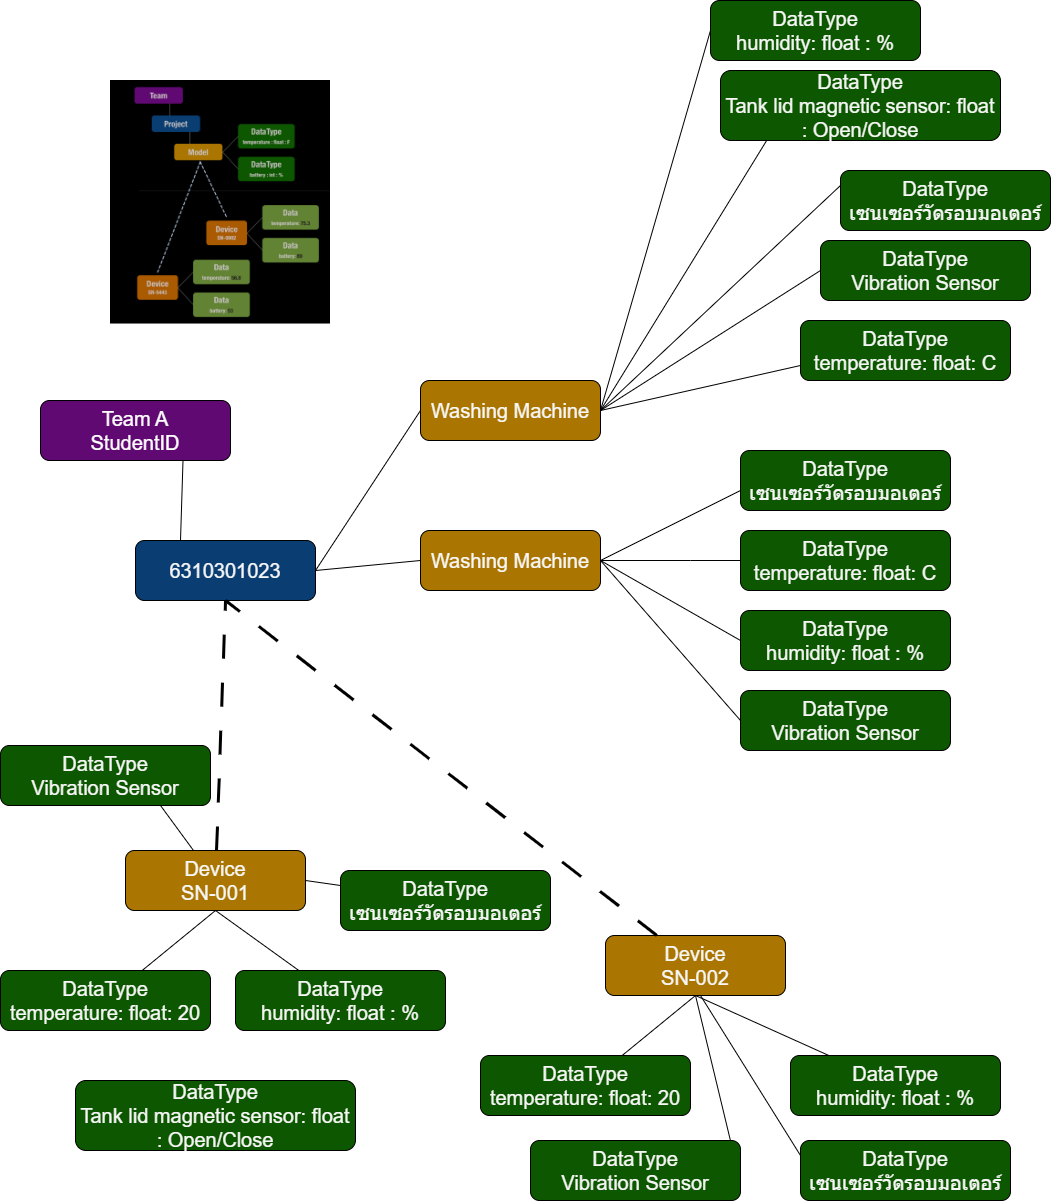 DataType
humidity: float : %
DataType
Tank lid magnetic sensor: float
: Open/Close
DataType
เซนเซอร์วัดรอบมอเตอร์
DataType
Vibration Sensor
DataType
temperature: float: C
Team
Project
Model
DataType
temperature : float : F
DataType
battery : int : %
Device
SN-0002
Data
temperature:
Data
battery:
Device
Data
temperature:
Data
battery:
Washing Machine
Team A
StudentID
6310301023
Washing Machine
DataType
เซนเซอร์วัดรอบมอเตอร์
DataType
temperature: float: C
DataType
humidity: float : %
DataType
Vibration Sensor
DataType
Vibration Sensor
Device
SN-001
DataType
เซนเซอร์วัดรอบมอเตอร์
DataType
temperature: float: 20
DataType
humidity: float : %
DataType
Tank lid magnetic sensor: float
: Open/Close
Device
SN-002
DataType
temperature: float: 20
DataType
humidity: float : %
DataType
Vibration Sensor
DataType
เซนเซอร์วัดรอบมอเตอร์